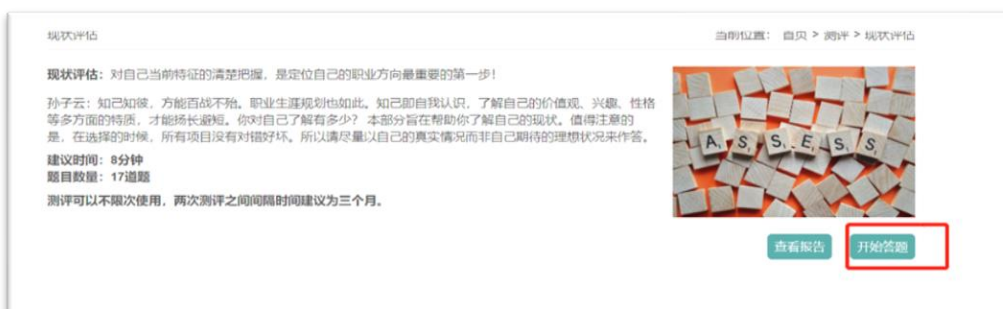 现状评估
当前位置： 首页 > 测评 > 现状评估
现状评估：对自己当前特征的清楚把握，是定位自己的职业方向最重要的第一步！
孙子云：知己知彼，方能百战不殆。职业生涯规划也如此。知己即自我认识，了解自己的价值观、兴趣、性格
等多方面的特质，才能扬长避短。你对自己了解有多少？ 本部分旨在帮助你了解自己的现状。值得注意的
是，在选择的时候，所有项目没有对错好坏。所以请尽量以自己的真实情况而非自己期待的理想状况来作答。
建议时间：8分钟
题目数量：17道题
测评可以不限次使用，两次测评之间间隔时间建议为三个月。
A S S E S S
查看报告
开始答题